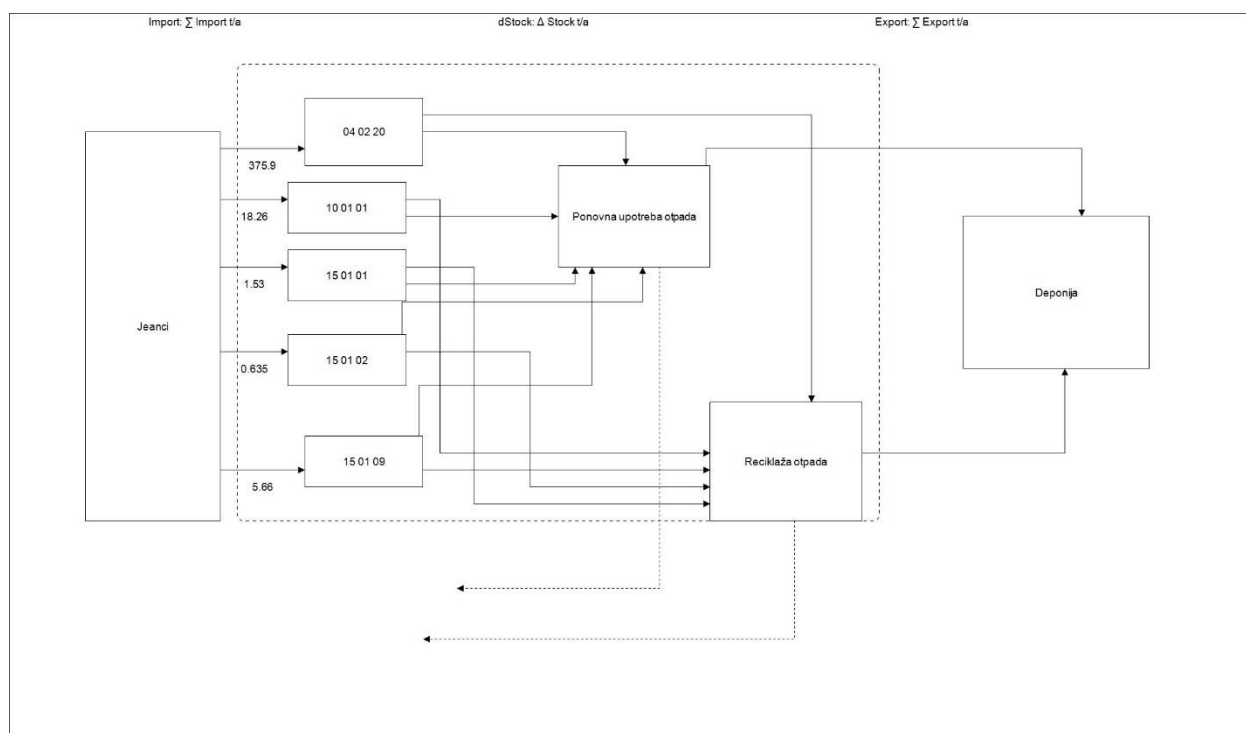 Import: ∑ Import t/a
dStock: Δ Stock t/a
Export: ∑ Export t/a
04 02 20
375.9
10 01 01
18.26
Ponovna upotreba otpada
15 01 01
1.53
Deponija
Jeanci
15 01 02
0.635
15 01 09
5.66
Reciklaža otpada